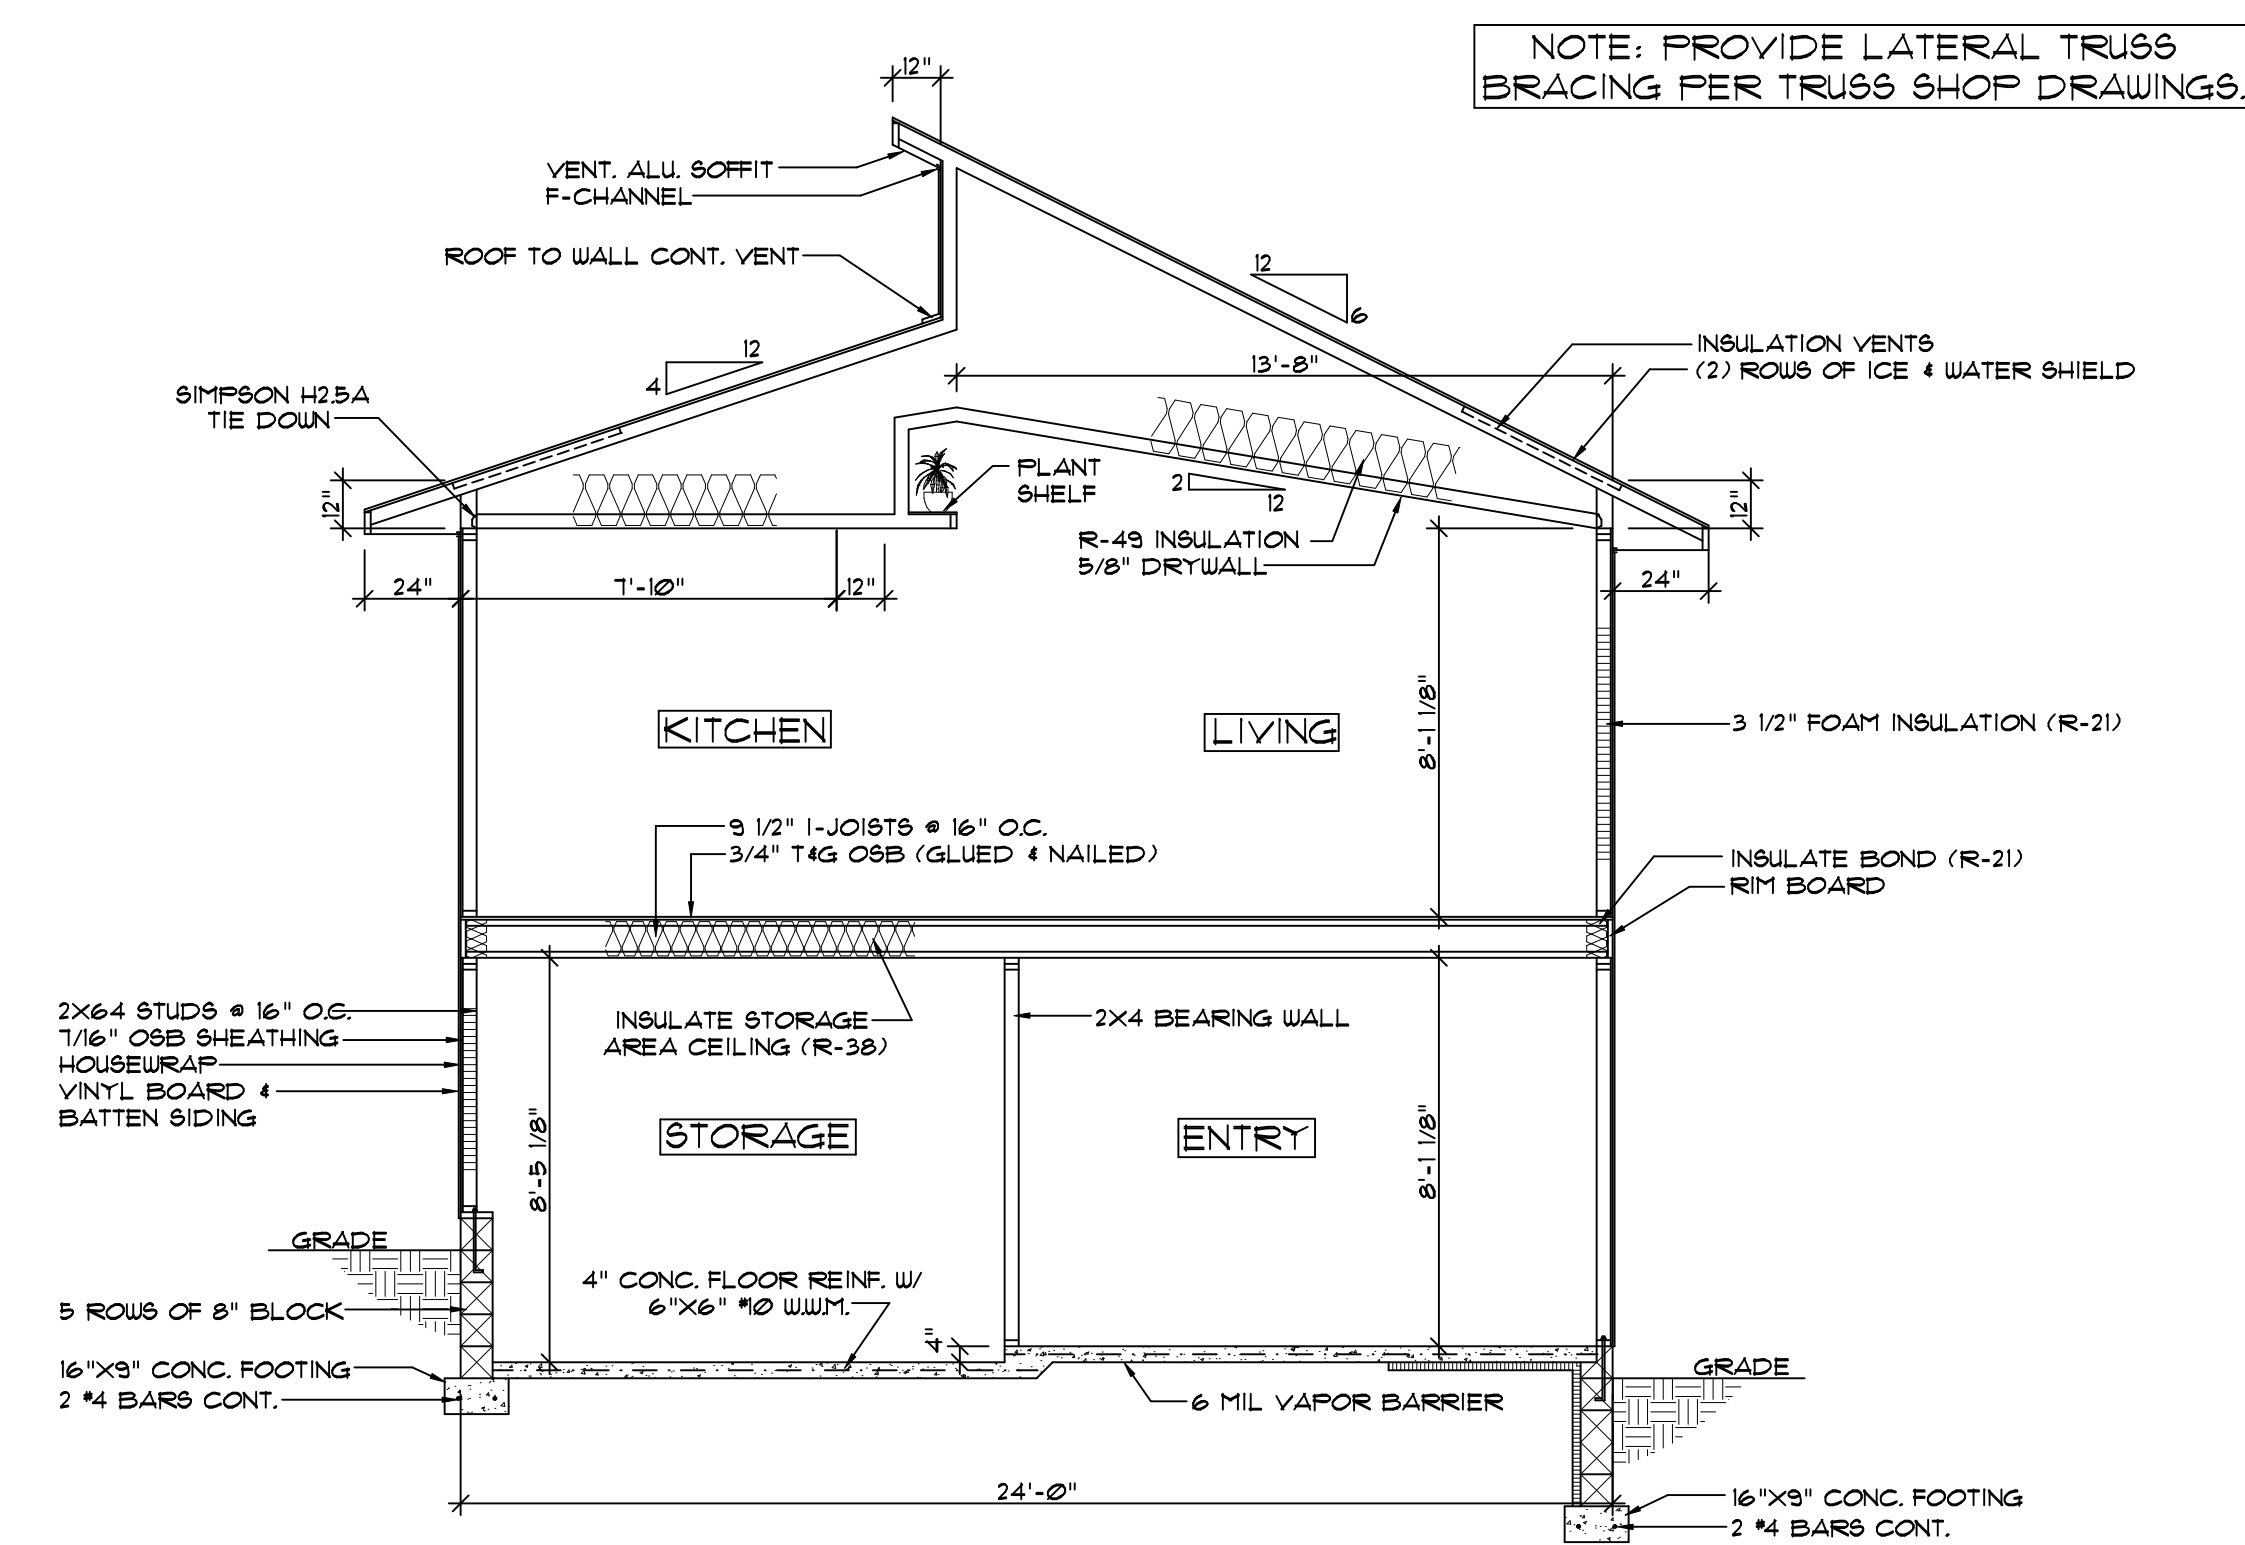 NOTE: PROVIDE LATERAL TRUSS
BRACING PER TRUSS SHOP DRAWINGS.
12"
VENT. ALU. SOFFIT
F-CHANNEL
ROOF TO WALL CONT. VENT
12
6
12
4
13'-8"
INSULATION VENTS
(2) ROWS OF ICE & WATER SHIELD
SIMPSON H2.5A
TIE DOWN
12"
PLANT
SHELF
2
12
12"
R-49 INSULATION
5/8" DRYWALL
24"
7'-10"
12"
24"
KITCHEN
LIVING
8'-1 1/8"
3 1/2" FOAM INSULATION (R-21)
9 1/2" I-JOISTS @ 16" O.C.
3/4" T&G OSB (GLUED & NAILED)
INSULATE BOND (R-21)
RIM BOARD
2X64 STUDS @ 16" O.C.
7/16" OSB SHEATHING
HOUSEWRAP
VINYL BOARD &
BATTEN SIDING
INSULATE STORAGE
AREA CEILING (R-38)
2X4 BEARING WALL
8'-5 1/8"
STORAGE
ENTRY
8'-1 1/8"
GRADE
4" CONC. FLOOR REINF. W/
6"X6" #10 W.W.M.
5 ROWS OF 8" BLOCK
4"
16"X9" CONC. FOOTING
2 #4 BARS CONT.
6 MIL VAPOR BARRIER
GRADE
24'-0"
16"X9" CONC. FOOTING
2 #4 BARS CONT.